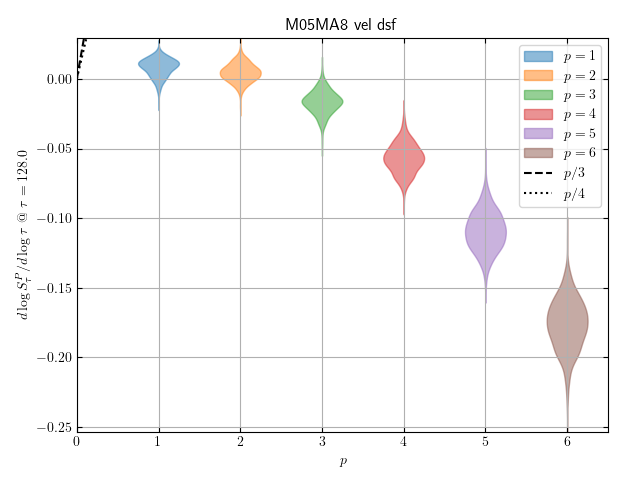 M05MA8 vel dsf
d log S_τ^P / d log τ @ τ = 128.0
0.00
−0.05
−0.10
−0.15
−0.20
−0.25
0 1 2 3 4 5 6
p
p = 1
p = 2
p = 3
p = 4
p = 5
p = 6
p/3
p/4